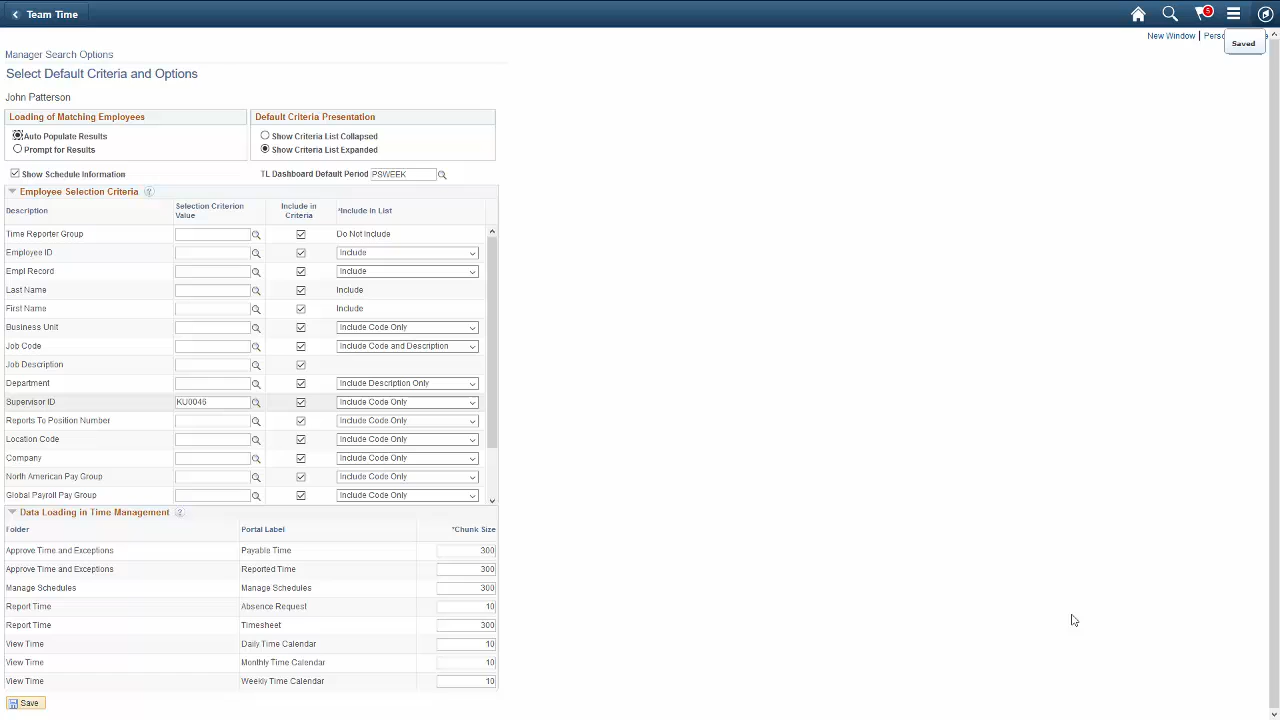 Team Time
5
New Window | Perso
Saved
Manager Search Options
Select Default Criteria and Options
John Patterson
Loading of Matching Employees
Default Criteria Presentation
Auto Populate Results
Show Criteria List Collapsed
Prompt for Results
Show Criteria List Expanded
Show Schedule Information
TL Dashboard Default Period PSWEEK
Employee Selection Criteria
Description Selection Criterion Value Include in Criteria *Include In List
Time Reporter Group Do Not Include
Employee ID Include
Empl Record Include
Last Name Include
First Name Include
Business Unit Include Code Only
Job Code Include Code and Description
Job Description
Department Include Description Only
Supervisor ID KU0046 Include Code Only
Reports To Position Number Include Code Only
Location Code Include Code Only
Company Include Code Only
North American Pay Group Include Code Only
Global Payroll Pay Group Include Code Only
Data Loading in Time Management
Folder Portal Label *Chunk Size
Approve Time and Exceptions Payable Time 300
Approve Time and Exceptions Reported Time 300
Manage Schedules Manage Schedules 300
Report Time Absence Request 10
Report Time Timesheet 300
View Time Daily Time Calendar 10
View Time Monthly Time Calendar 10
View Time Weekly Time Calendar 10
Save